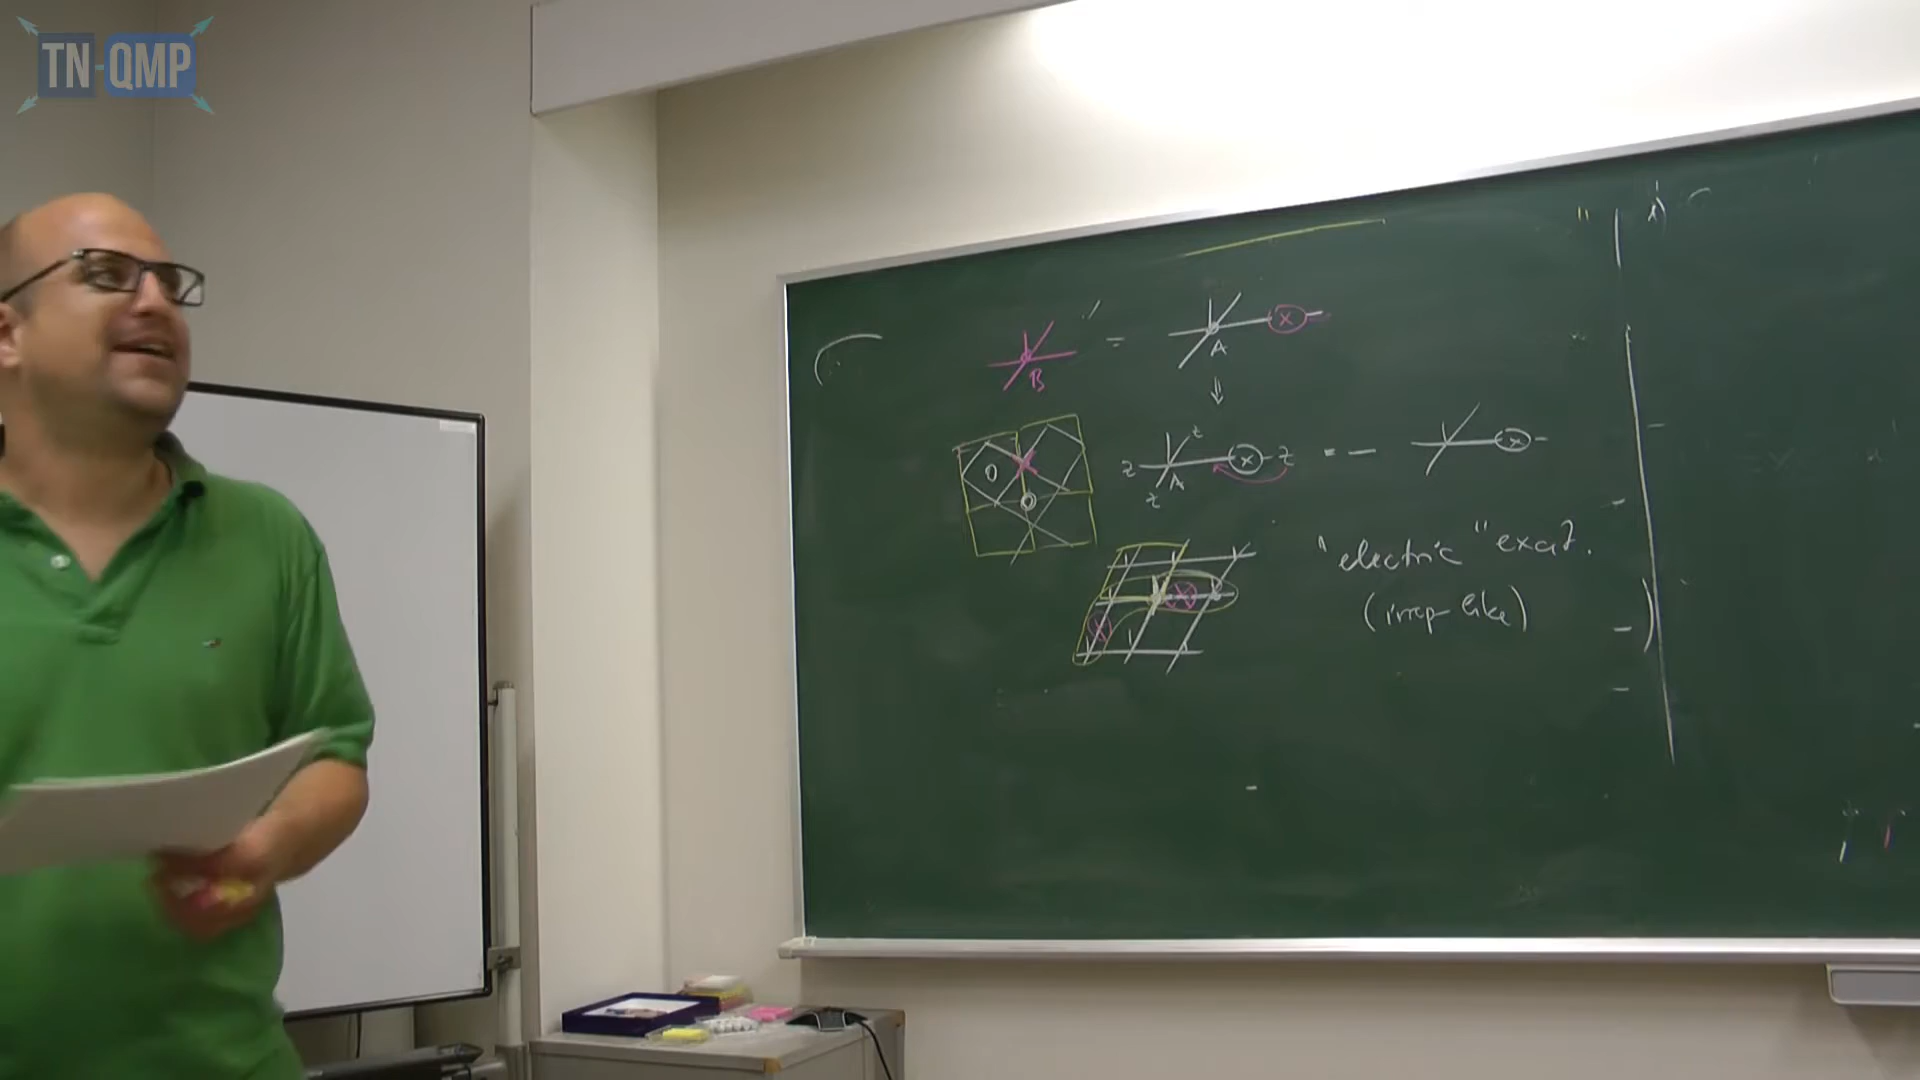 TN-QMP
B = A X
z A X z = - X
z
z
O
O
"electric" excit.
(irrep like)
X X